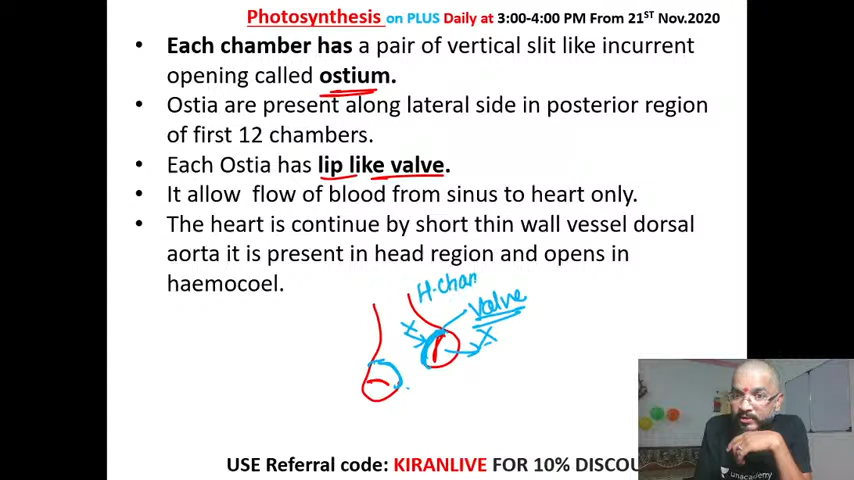 Photosynthesis on PLUS Daily at 3:00-4:00 PM From 21ST Nov.2020
• Each chamber has a pair of vertical slit like incurrent
opening called ostium.
• Ostia are present along lateral side in posterior region
of first 12 chambers.
• Each Ostia has lip like valve.
• It allow flow of blood from sinus to heart only.
• The heart is continue by short thin wall vessel dorsal
aorta it is present in head region and opens in
haemocoel.
H.Cham
Valve
x
x
USE Referral code: KIRANLIVE FOR 10% DISCOU
unacademy